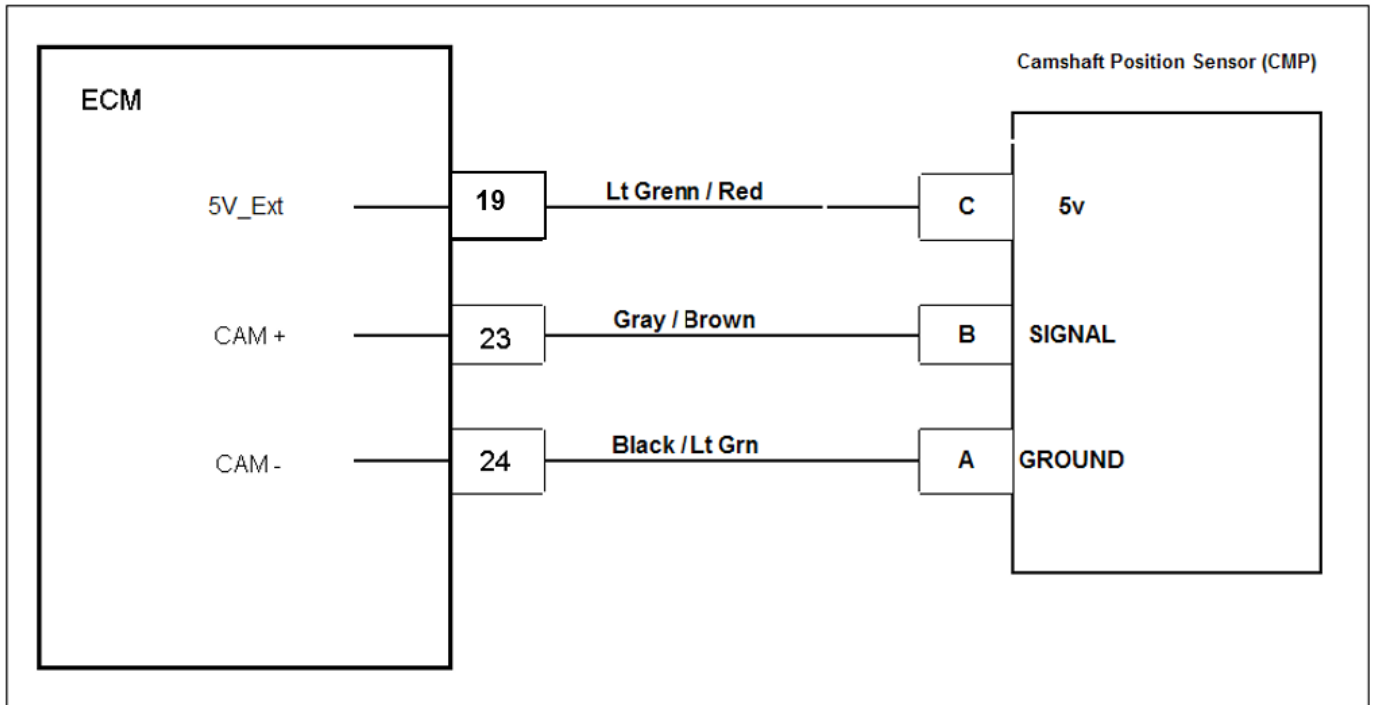 Camshaft Position Sensor (CMP)
ECM
5V_Ext
19
Lt Grenn / Red
C
5v
CAM +
23
Gray / Brown
B
SIGNAL
CAM -
24
Black / Lt Grn
A
GROUND